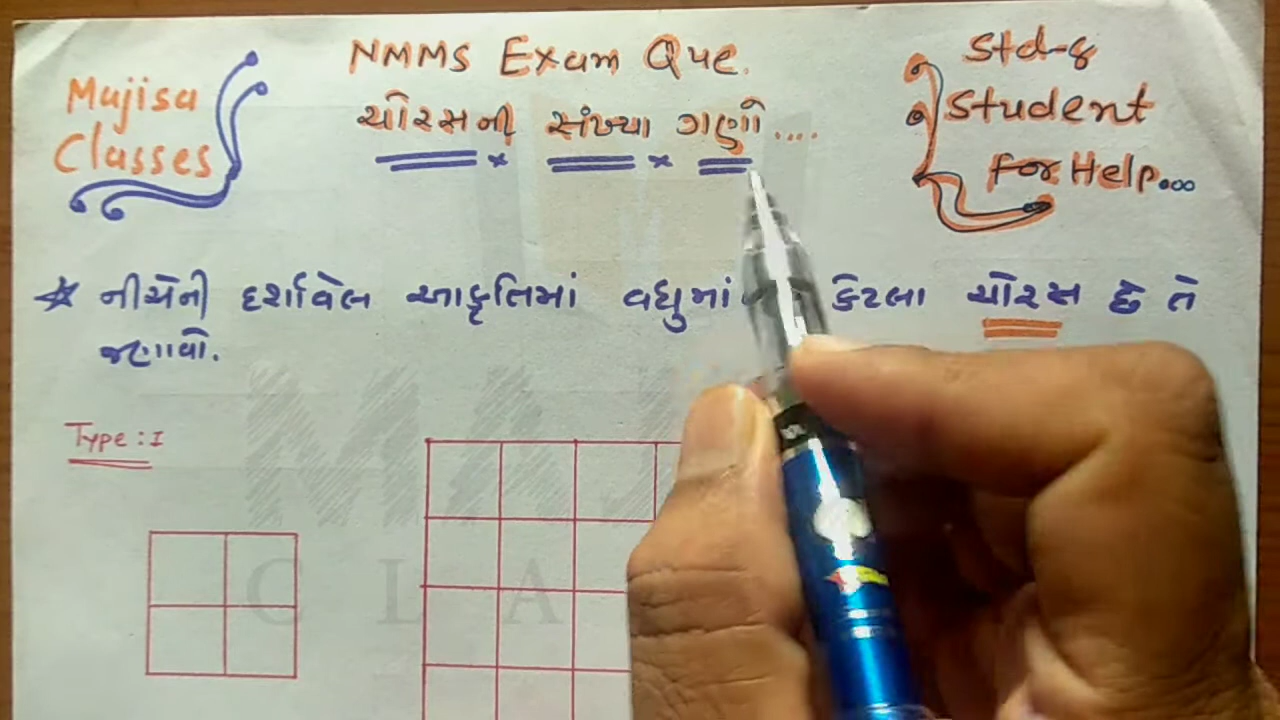 NMMS Exam Que.
Mujisa
Classes
ચોરસની સંખ્યા ગણો....
Std-8
Student
For Help...
નીચેની દર્શાવેલ આકૃતિમાં વધુમાં કેટલા ચોરસ છે તે
જણાવો.
Type : I
C L A